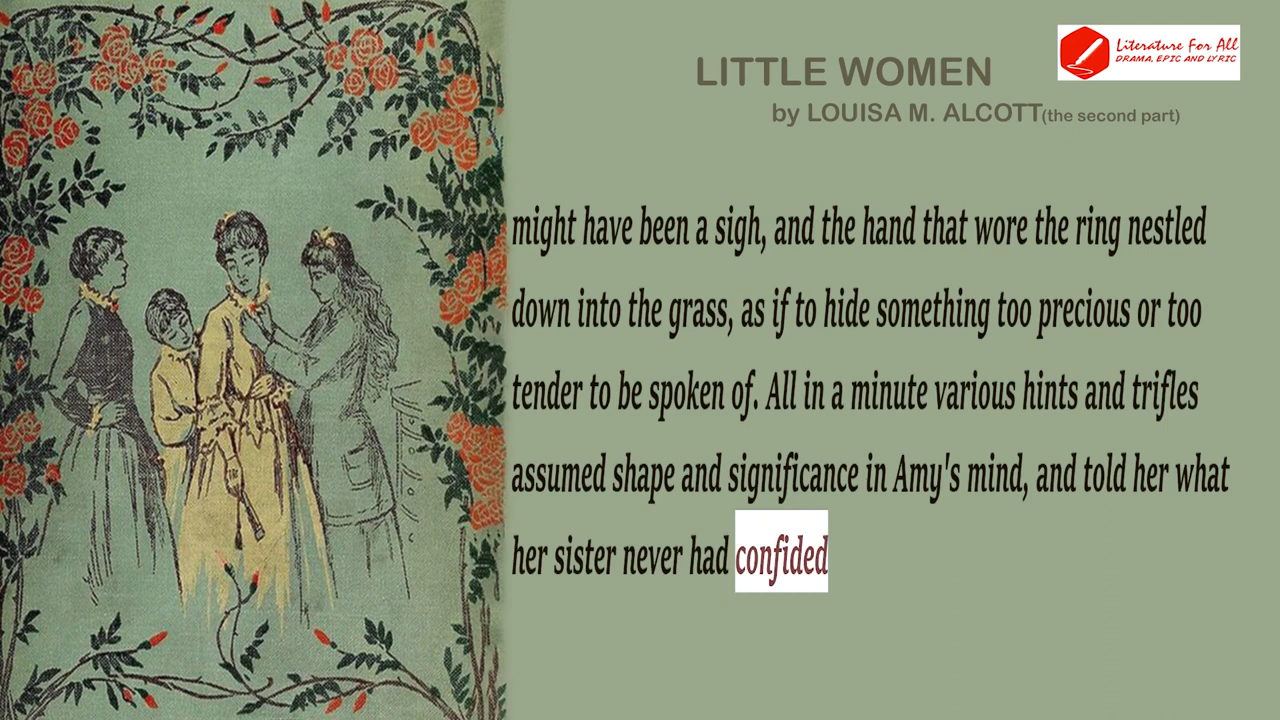 Literature For All
DRAMA, EPIC AND LYRIC
LITTLE WOMEN
by LOUISA M. ALCOTT(the second part)
might have been a sigh, and the hand that wore the ring nestled
down into the grass, as if to hide something too precious or too
tender to be spoken of. All in a minute various hints and trifles
assumed shape and significance in Amy's mind, and told her what
her sister never had confided